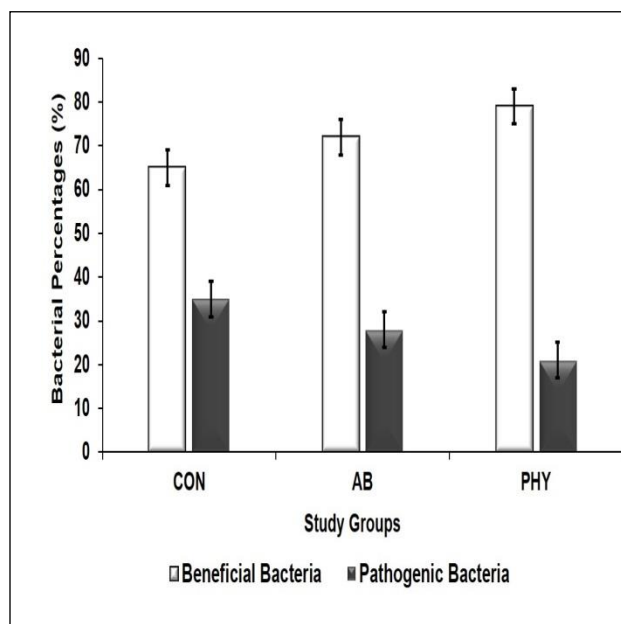 Bacterial Percentages (%)
90
80
70
60
50
40
30
20
10
0
CON AB PHY
Study Groups
Beneficial Bacteria Pathogenic Bacteria